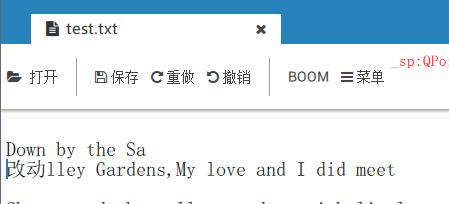 test.txt
打开 保存 重做 撤销 BOOM 菜单
_sp:QPo
Down by the Sa
改动lley Gardens,My love and I did meet